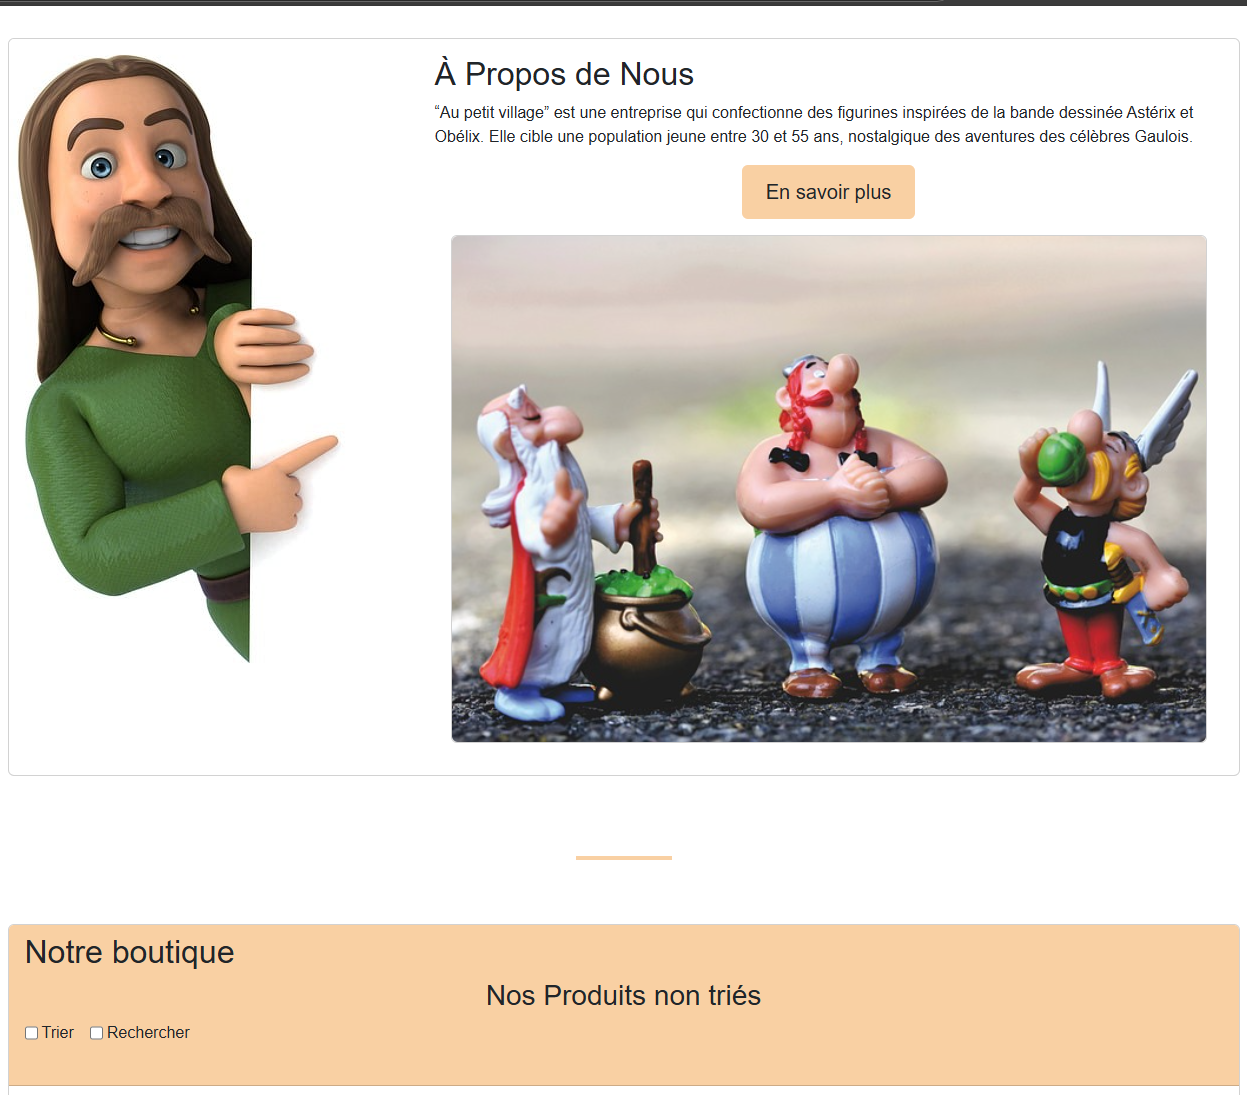 À Propos de Nous
“Au petit village” est une entreprise qui confectionne des figurines inspirées de la bande dessinée Astérix et
Obélix. Elle cible une population jeune entre 30 et 55 ans, nostalgique des aventures des célèbres Gaulois.
En savoir plus
Notre boutique
Nos Produits non triés
Trier Rechercher